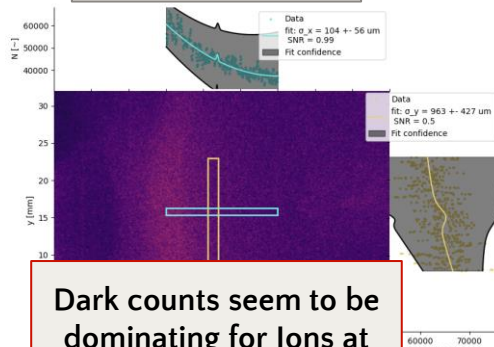 60000
50000
40000
N [~]
Data
fit: σ_x = 104 +- 56 um
SNR = 0.99
Fit confidence
30
25
20
15
10
y [mm]
Data
fit: σ_y = 963 +- 427 um
SNR = 0.5
Fit confidence
60000
70000
Dark counts seem to be
dominating for Ions at